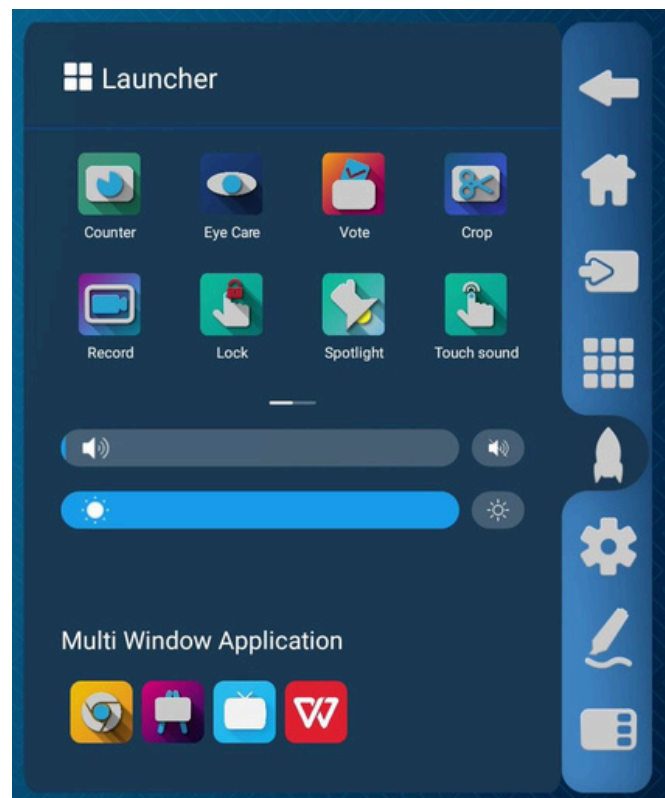 Launcher
Counter Eye Care Vote Crop
Record Lock Spotlight Touch sound
Multi Window Application